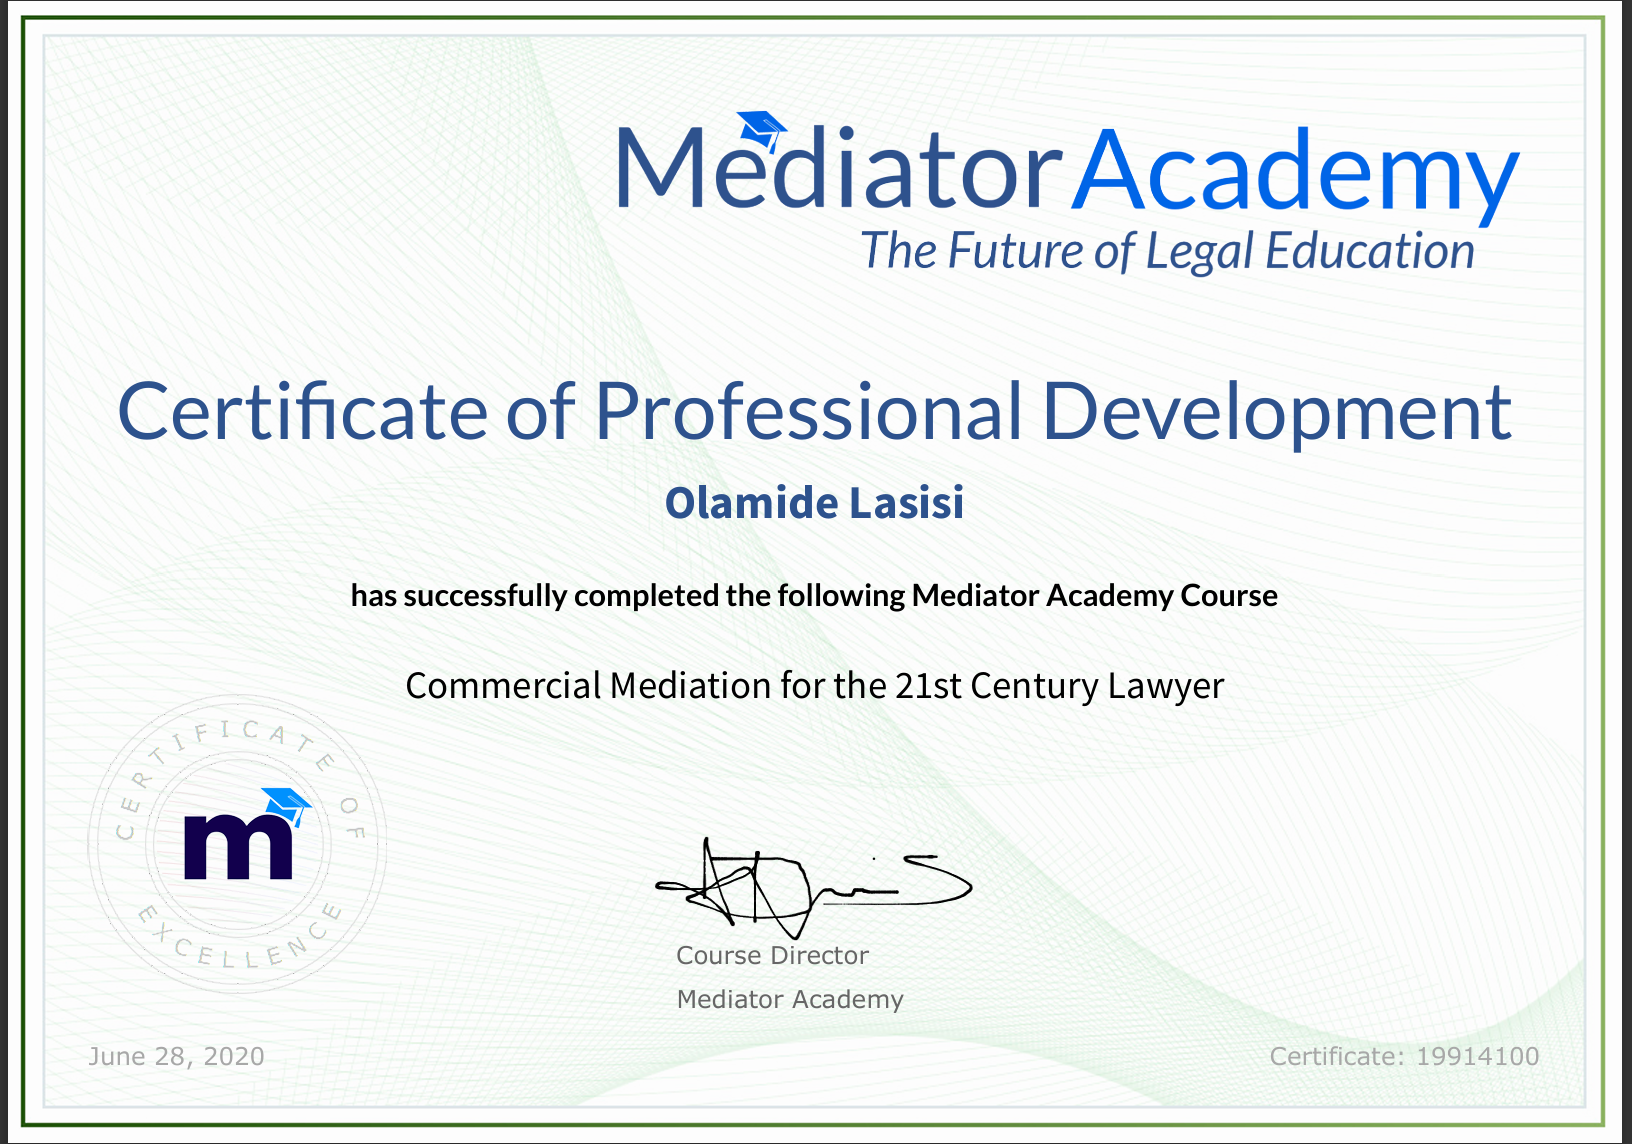 MediatorAcademy
The Future of Legal Education
Certificate of Professional Development
Olamide Lasisi
has successfully completed the following Mediator Academy Course
Commercial Mediation for the 21st Century Lawyer
CERTIFICATE OF
m
EXCELLENCE
Course Director
Mediator Academy
June 28, 2020
Certificate: 19914100